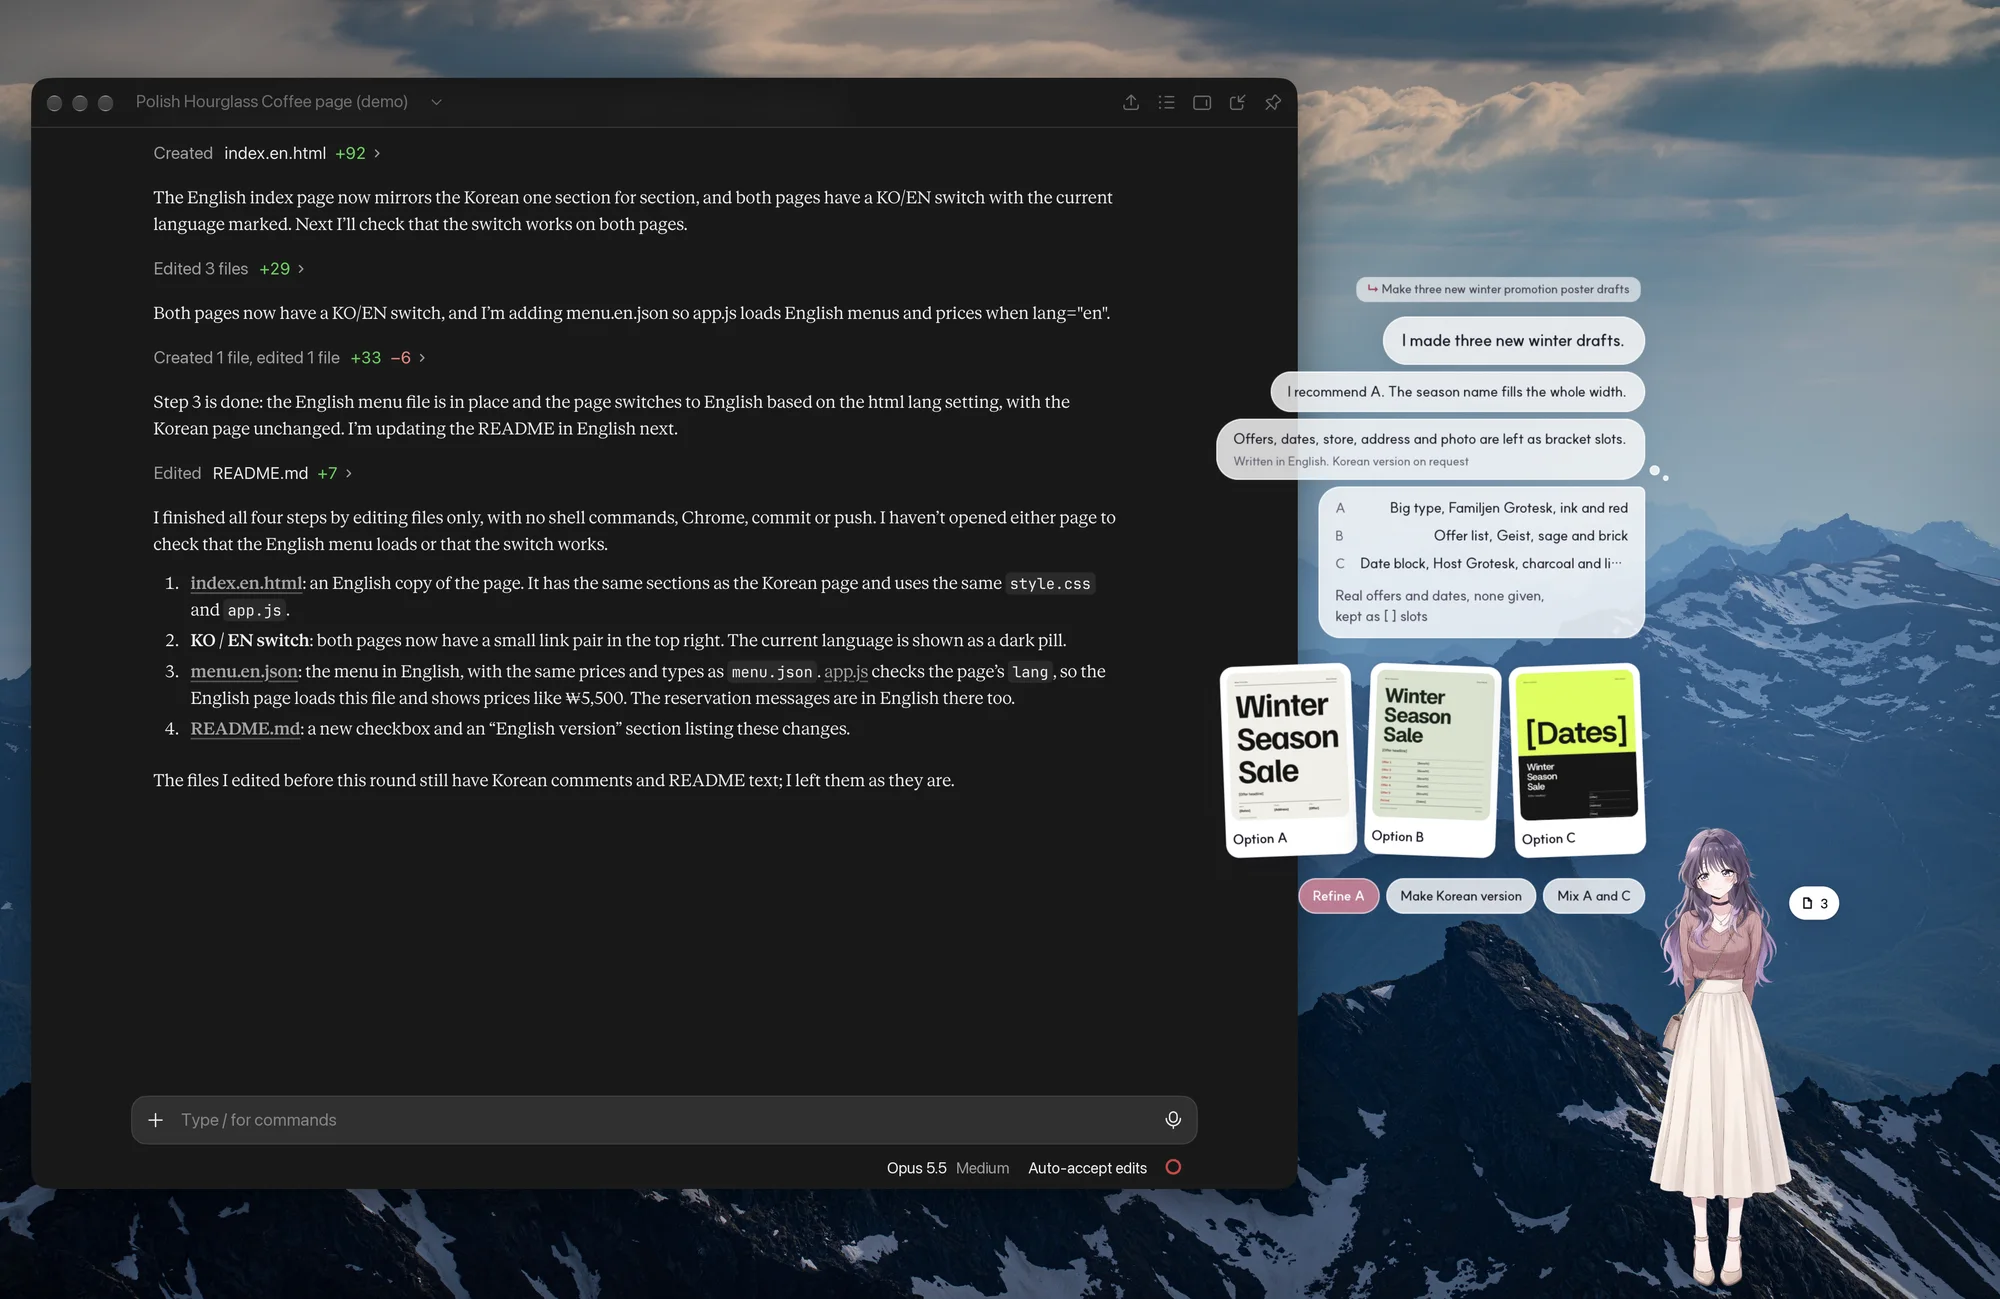 Polish Hourglass Coffee page (demo)
Created index.en.html +92
The English index page now mirrors the Korean one section for section, and both pages have a KO/EN switch with the current
language marked. Next I’ll check that the switch works on both pages.
Edited 3 files +29
Both pages now have a KO/EN switch, and I’m adding menu.en.json so app.js loads English menus and prices when lang="en".
Created 1 file, edited 1 file +33 −6
Step 3 is done: the English menu file is in place and the page switches to English based on the html lang setting, with the
Korean page unchanged. I’m updating the README in English next.
Edited README.md +7
I finished all four steps by editing files only, with no shell commands, Chrome, commit or push. I haven’t opened either page to
check that the English menu loads or that the switch works.
1. index.en.html: an English copy of the page. It has the same sections as the Korean page and uses the same style.css
and app.js.
2. KO / EN switch: both pages now have a small link pair in the top right. The current language is shown as a dark pill.
3. menu.en.json: the menu in English, with the same prices and types as menu.json. app.js checks the page’s lang, so the
English page loads this file and shows prices like ₩5,500. The reservation messages are in English there too.
4. README.md: a new checkbox and an “English version” section listing these changes.
The files I edited before this round still have Korean comments and README text; I left them as they are.
Type / for commands
Opus 5.5 Medium Auto-accept edits
Make three new winter promotion poster drafts
I made three new winter drafts.
I recommend A. The season name fills the whole width.
Offers, dates, store, address and photo are left as bracket slots.
Written in English. Korean version on request
A Big type, Familjen Grotesk, ink and red
B Offer list, Geist, sage and brick
C Date block, Host Grotesk, charcoal and li···
Real offers and dates, none given,
kept as [ ] slots
Winter
Season
Sale
Option A
Winter
Season
Sale
Option B
[Dates]
Winter
Season
Sale
Option C
Refine A
Make Korean version
Mix A and C
3